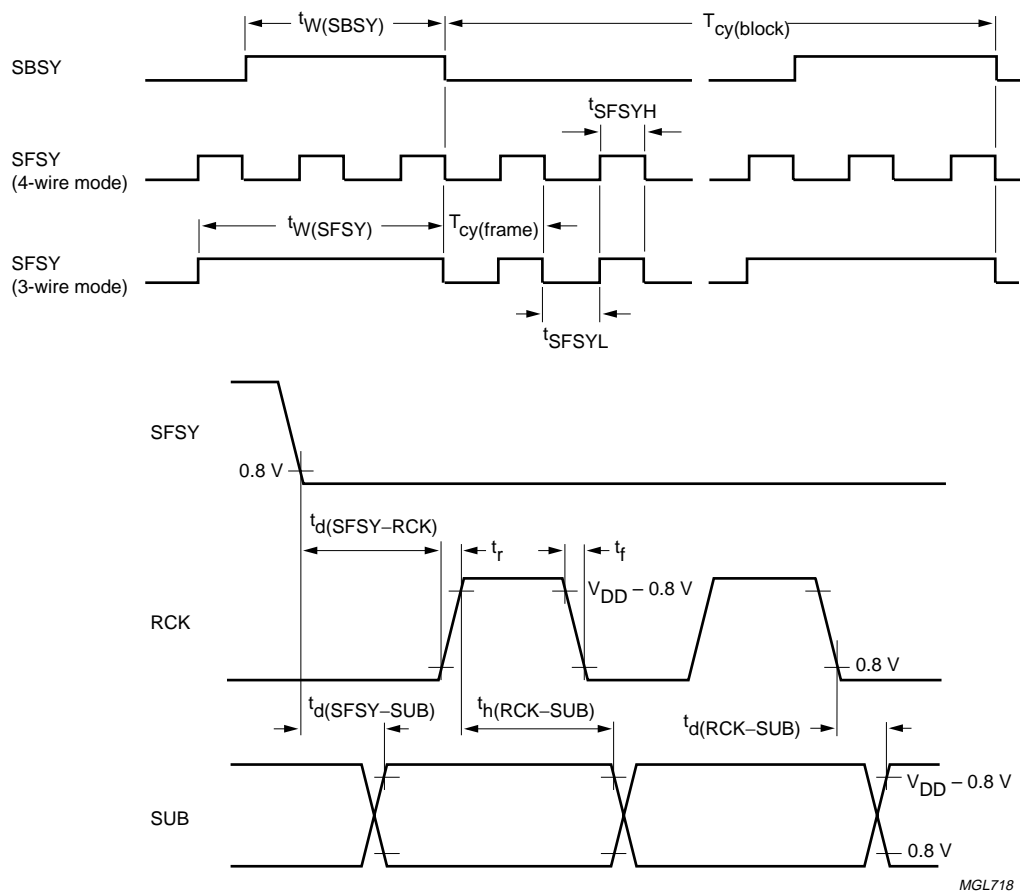 tW(SBSY)
Tcy(block)
SBSY
tSFSYH
SFSY
(4-wire mode)
tW(SFSY)
Tcy(frame)
SFSY
(3-wire mode)
tSFSYL
SFSY
0.8 V
td(SFSY–RCK)
tr
tf
VDD – 0.8 V
RCK
0.8 V
td(SFSY–SUB)
th(RCK–SUB)
td(RCK–SUB)
VDD – 0.8 V
SUB
0.8 V
MGL718